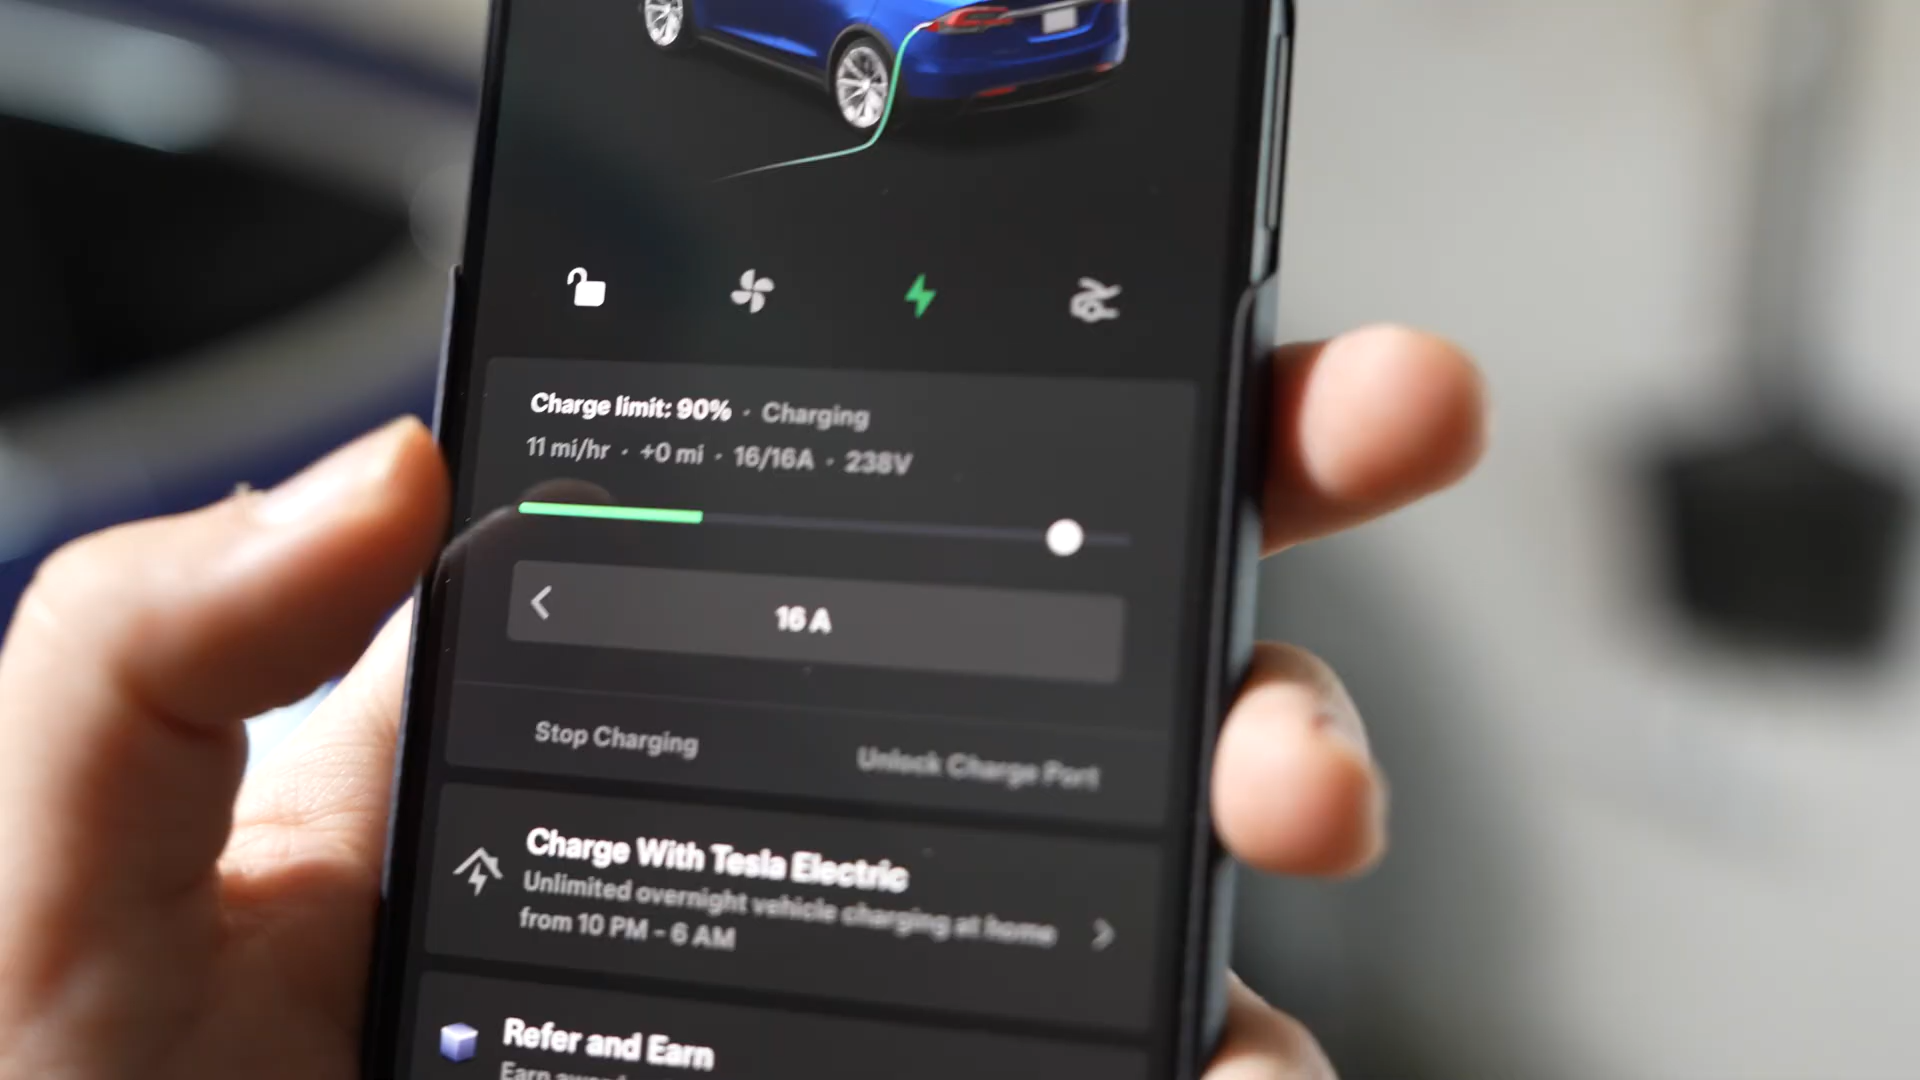 Charge limit: 90% · Charging
11 mi/hr · +0 mi · 16/16A · 238V
16 A
Stop Charging
Unlock Charge Port
Charge With Tesla Electric
Unlimited overnight vehicle charging at home
from 10 PM - 6 AM
Refer and Earn
Earn